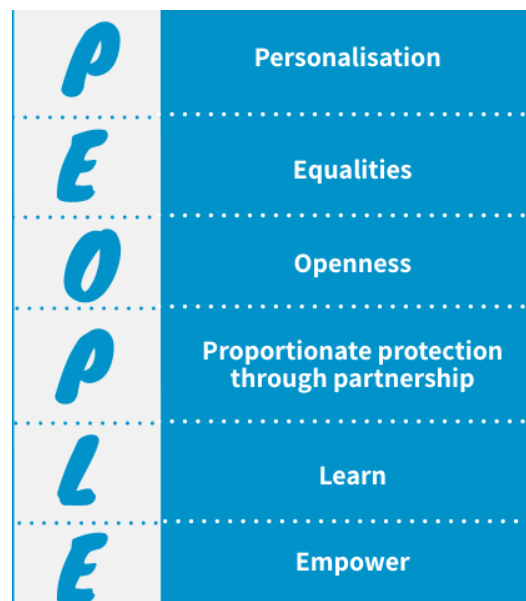 P
Personalisation
E
Equalities
O
Openness
P
Proportionate protection
through partnership
L
Learn
E
Empower